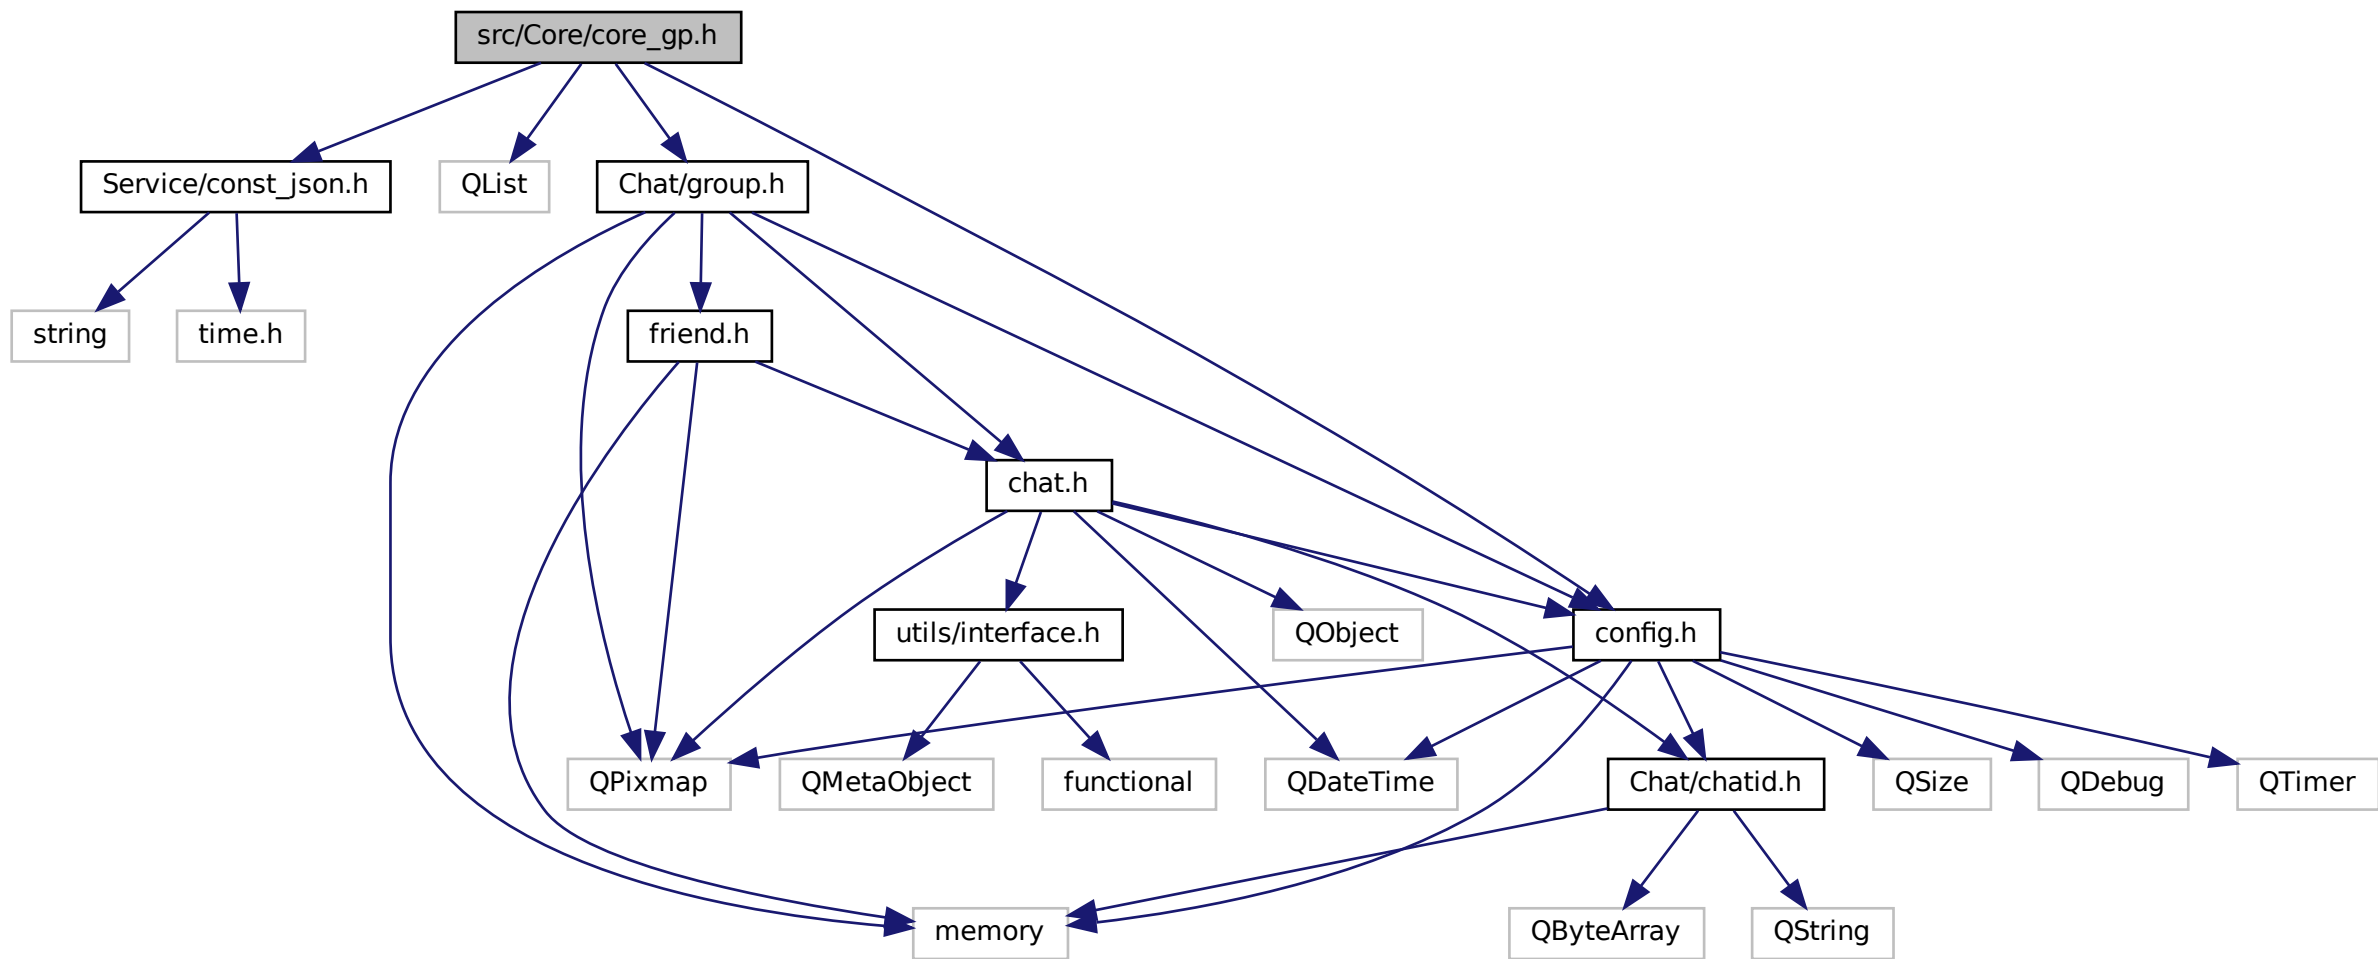 src/Core/core_gp.h
Service/const_json.h
QList
Chat/group.h
string
time.h
friend.h
chat.h
utils/interface.h
QObject
config.h
QPixmap
QMetaObject
functional
QDateTime
Chat/chatid.h
QSize
QDebug
QTimer
memory
QByteArray
QString